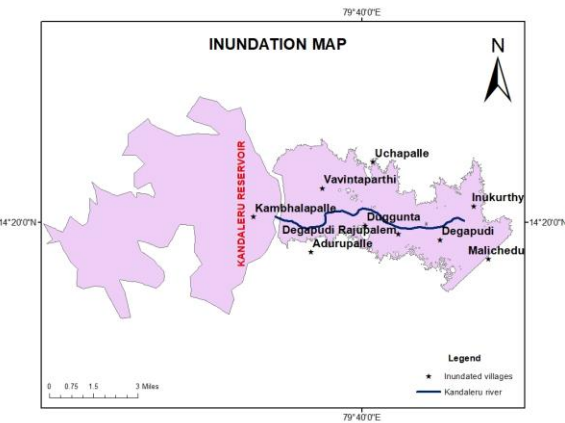 79°40'0"E
INUNDATION MAP
N
KANDALERU RESERVOIR
Uchapalle
Vavintaparthi
Inukurthy
Kambhalapalle
Duggunta
14°20'0"N
14°20'0"N
Degapudi Rajupalem
Degapudi
Adurupalle
Malichedu
Legend
Inundated villages
Kandaleru river
0 0.75 1.5 3 Miles
79°40'0"E